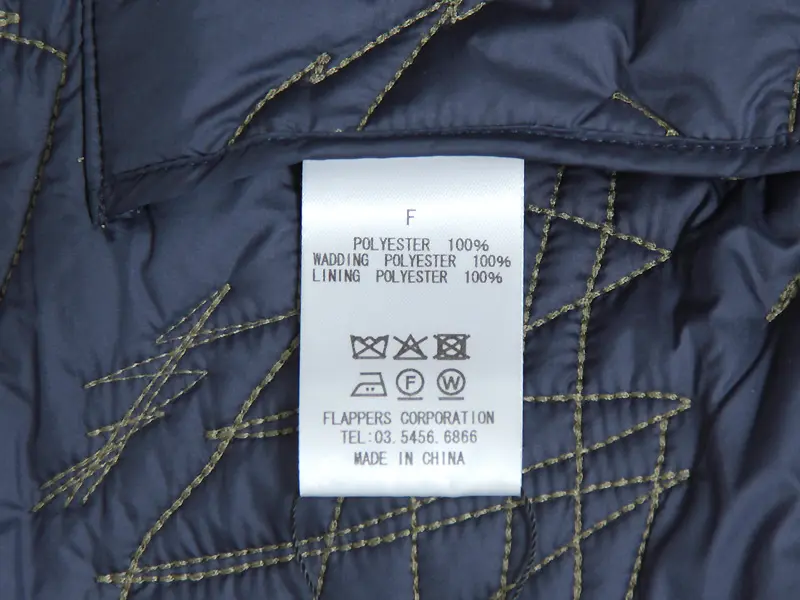 F
POLYESTER 100%
WADDING POLYESTER 100%
LINING POLYESTER 100%
F W
FLAPPERS CORPORATION
TEL:03.5456.6866
MADE IN CHINA